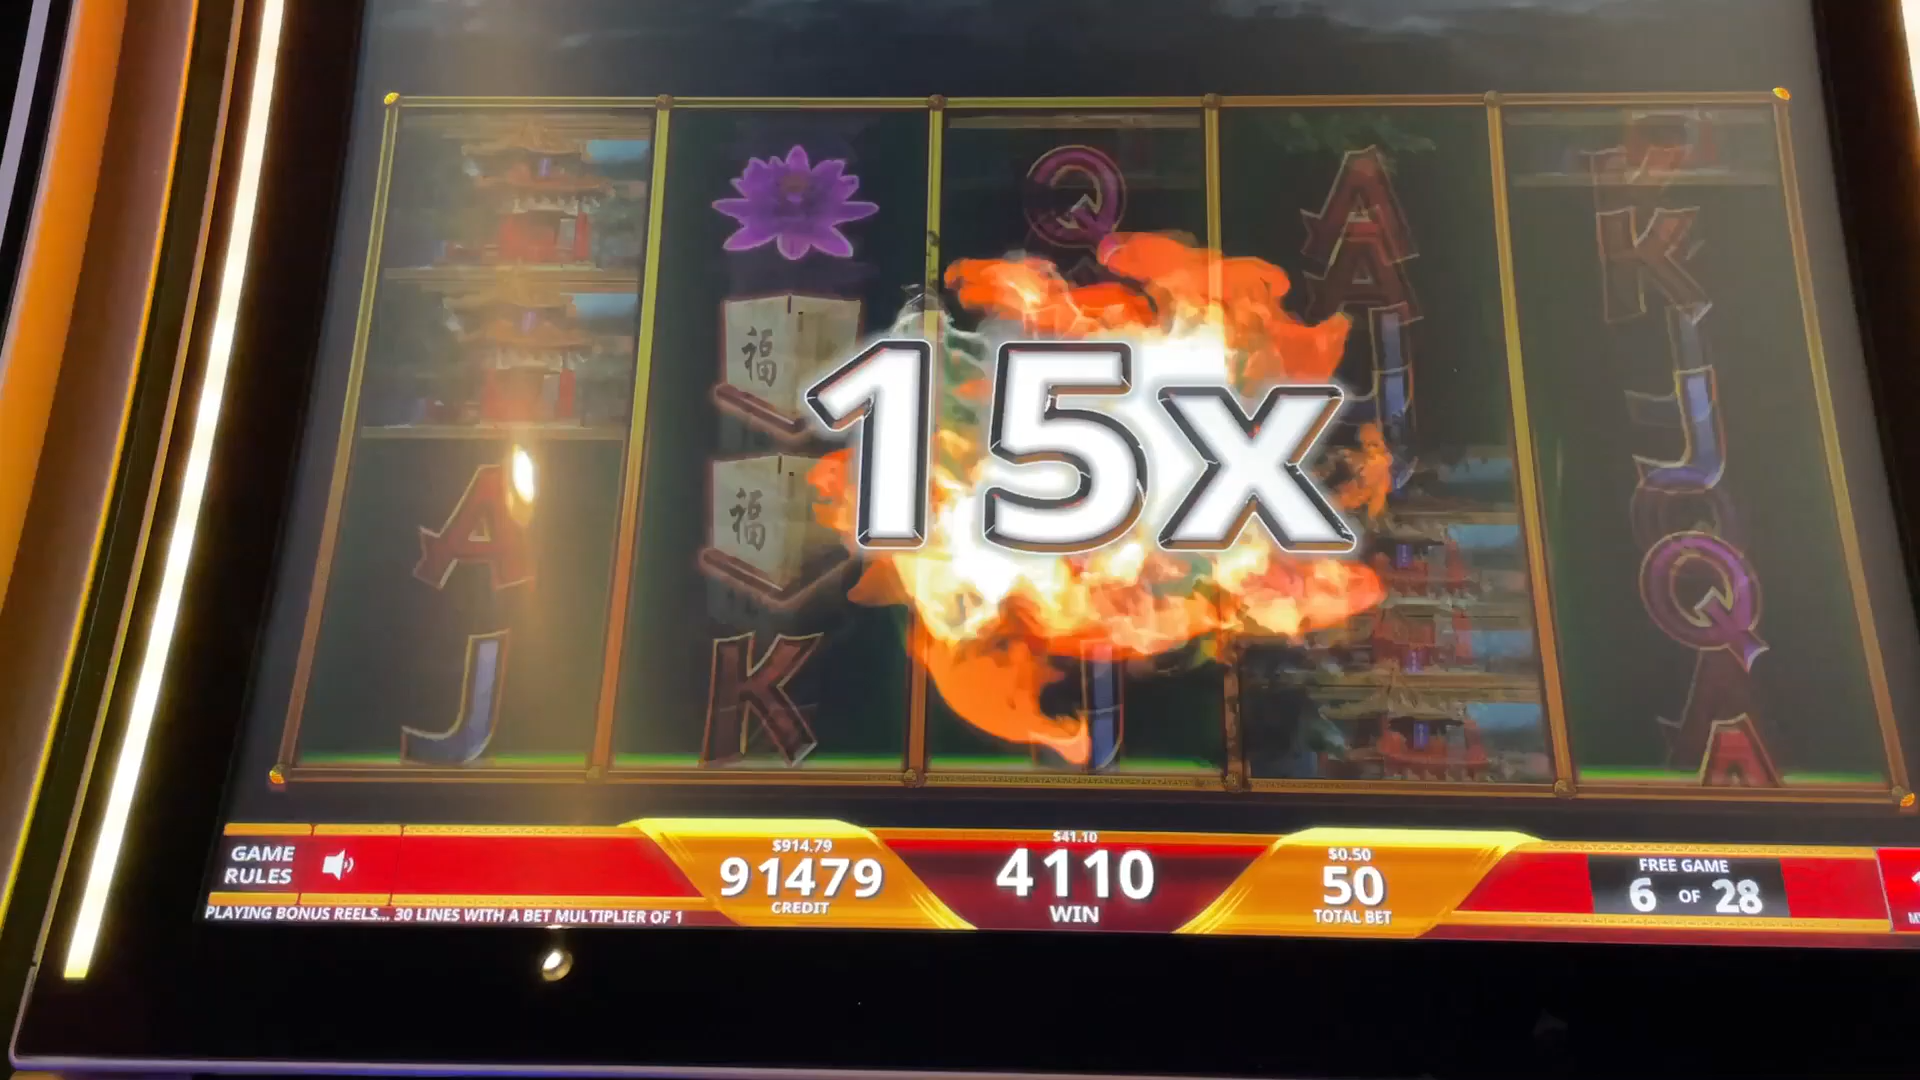 Q
A
K
A
J
K
J
福
15x
A
福
Q
J
K
J
A
GAME
RULES
$914.79
91479
CREDIT
$41.10
4110
WIN
$0.50
50
TOTAL BET
FREE GAME
6 OF 28
PLAYING BONUS REELS... 30 LINES WITH A BET MULTIPLIER OF 1